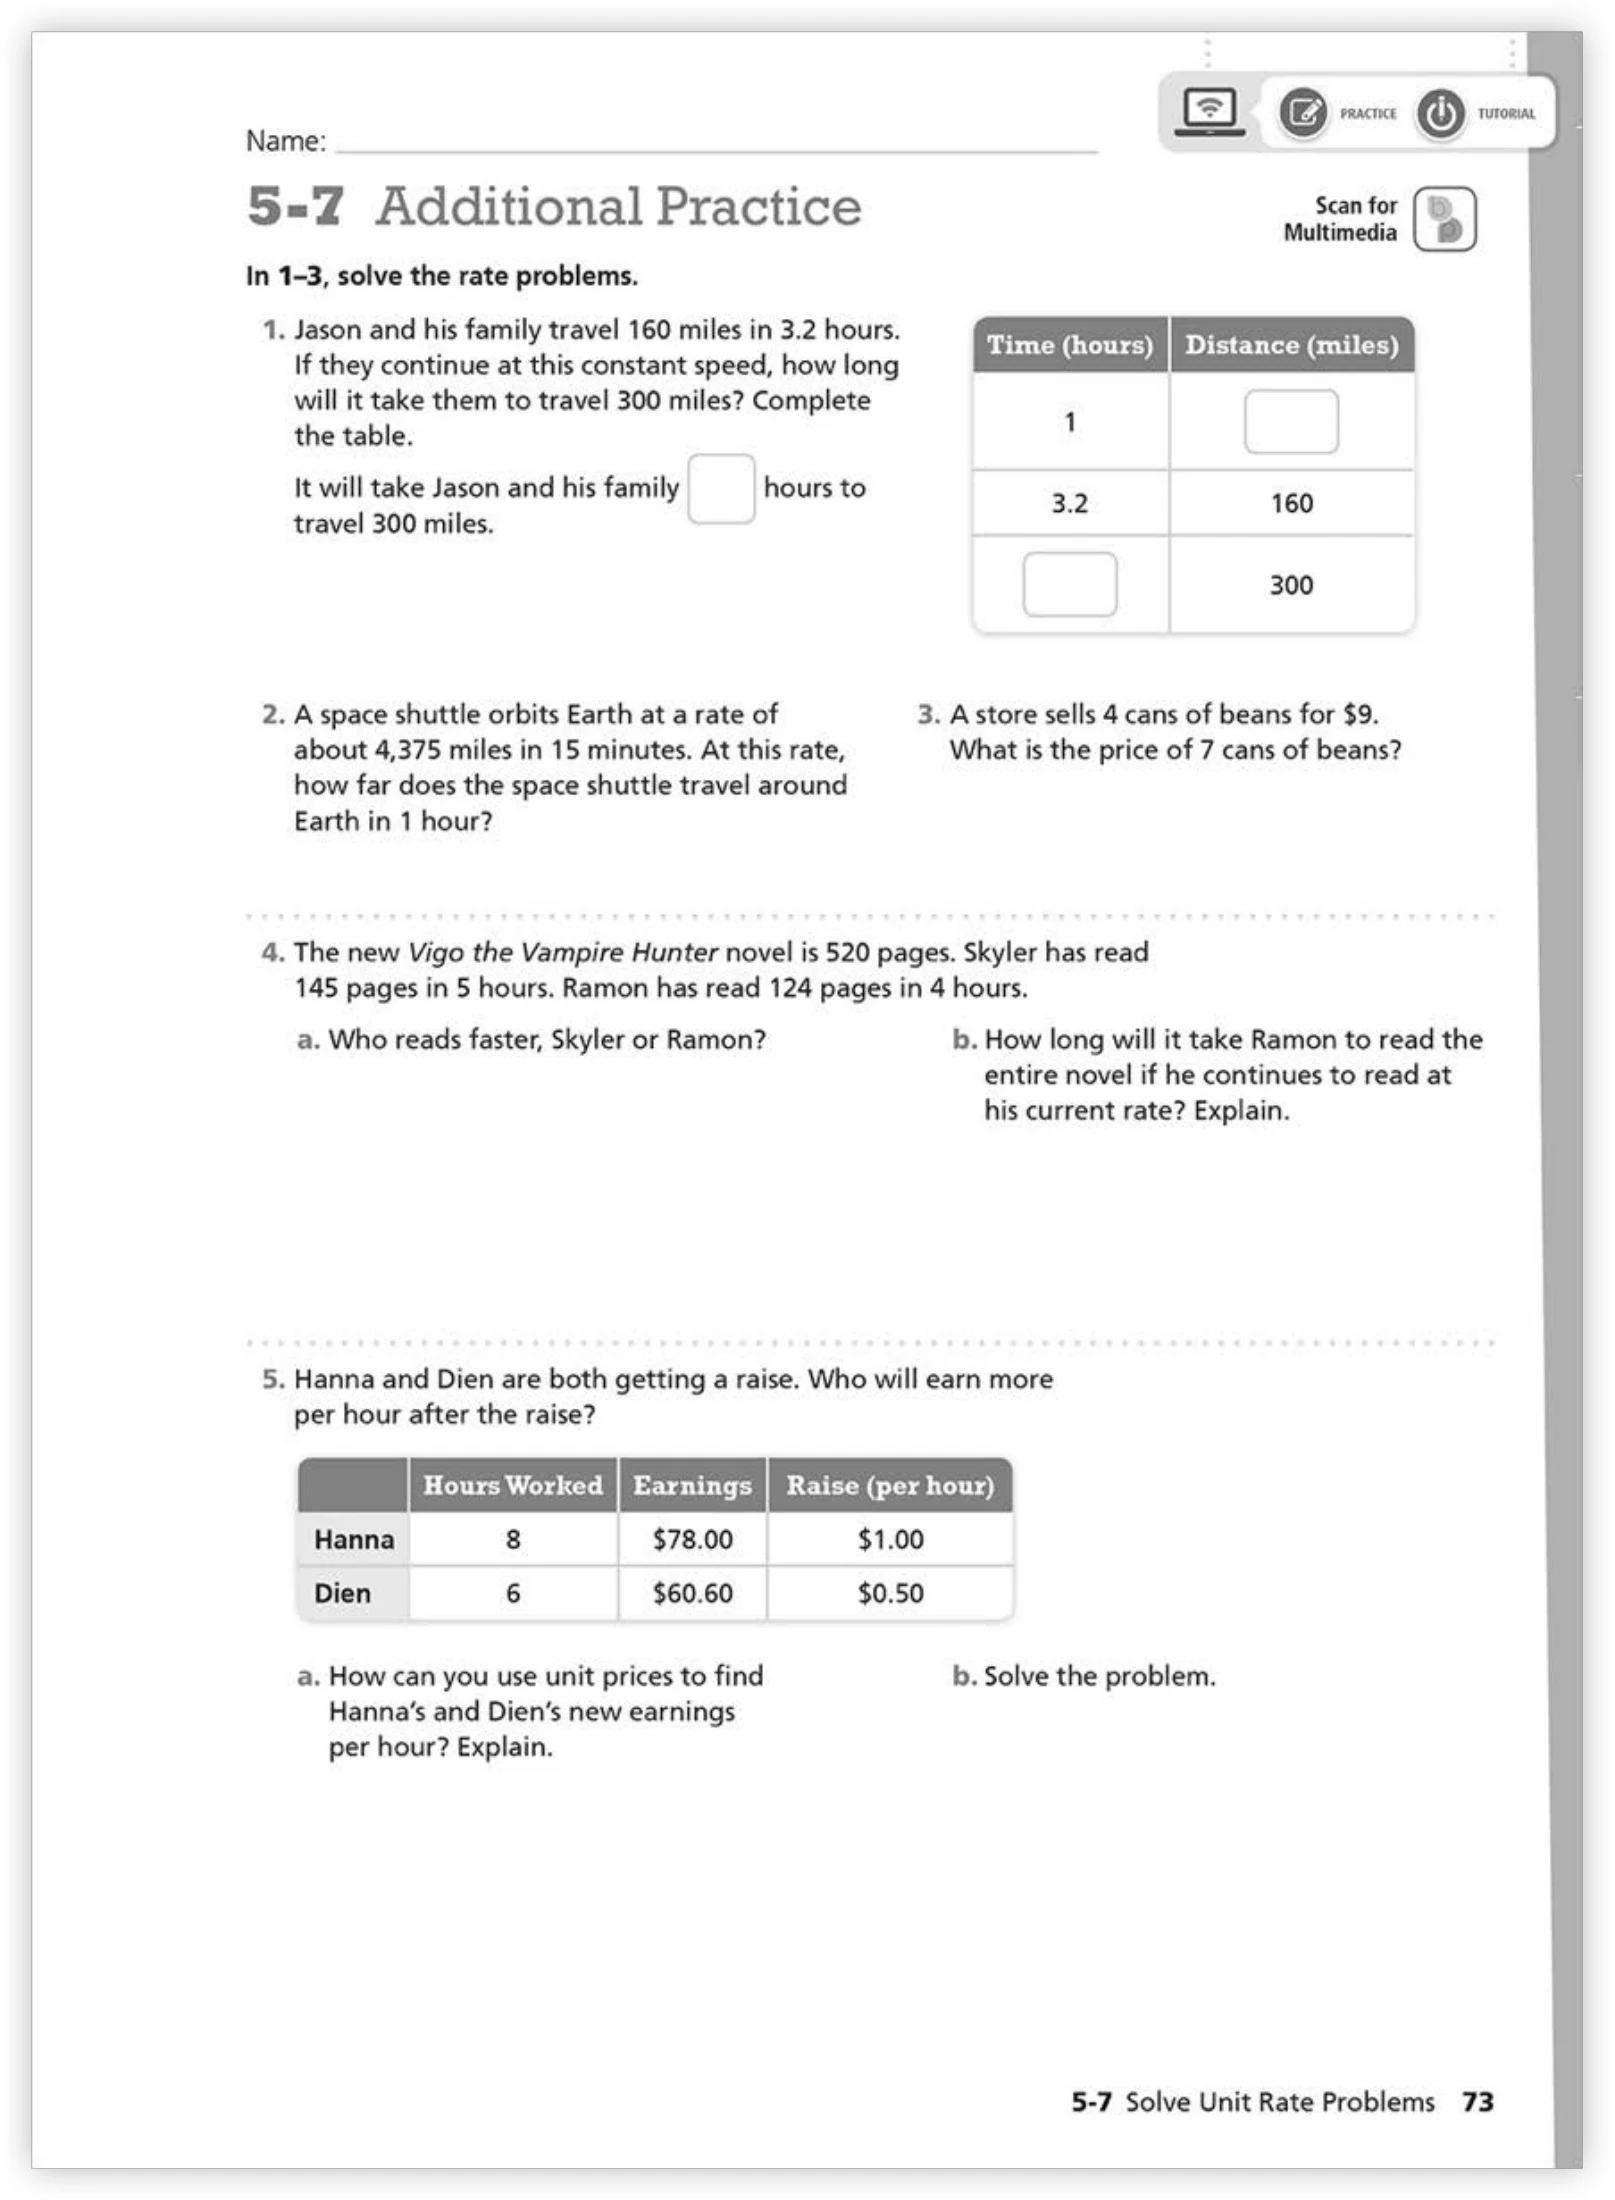 PRACTICE TUTORIAL
Name:
5-7 Additional Practice
Scan for
Multimedia
In 1–3, solve the rate problems.
1. Jason and his family travel 160 miles in 3.2 hours.
If they continue at this constant speed, how long
will it take them to travel 300 miles? Complete
the table.
It will take Jason and his family hours to
travel 300 miles.
Time (hours) Distance (miles)
1
3.2 160
300
2. A space shuttle orbits Earth at a rate of
about 4,375 miles in 15 minutes. At this rate,
how far does the space shuttle travel around
Earth in 1 hour?
3. A store sells 4 cans of beans for $9.
What is the price of 7 cans of beans?
4. The new Vigo the Vampire Hunter novel is 520 pages. Skyler has read
145 pages in 5 hours. Ramon has read 124 pages in 4 hours.
a. Who reads faster, Skyler or Ramon?
b. How long will it take Ramon to read the
entire novel if he continues to read at
his current rate? Explain.
5. Hanna and Dien are both getting a raise. Who will earn more
per hour after the raise?
Hours Worked Earnings Raise (per hour)
Hanna 8 $78.00 $1.00
Dien 6 $60.60 $0.50
a. How can you use unit prices to find
Hanna's and Dien's new earnings
per hour? Explain.
b. Solve the problem.
5-7 Solve Unit Rate Problems 73